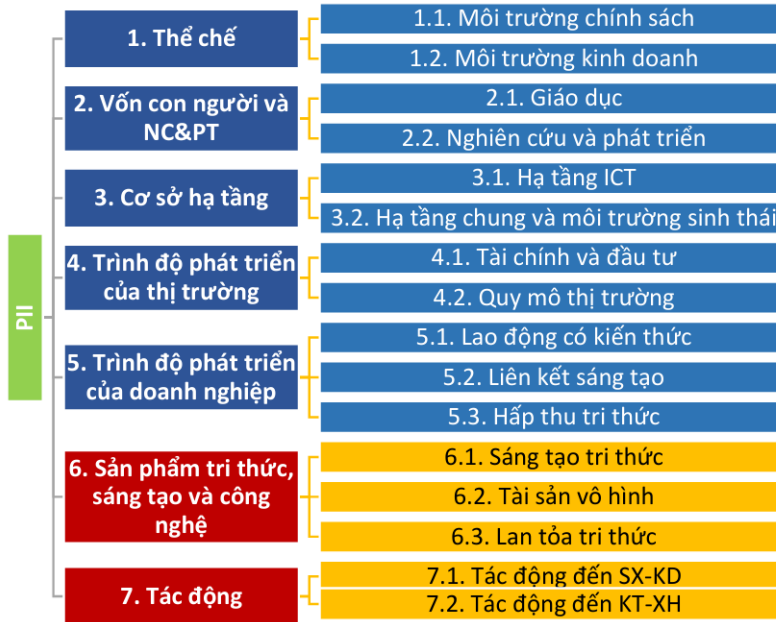 PII
1. Thể chế
1.1. Môi trường chính sách
1.2. Môi trường kinh doanh
2. Vốn con người và
NC&PT
2.1. Giáo dục
2.2. Nghiên cứu và phát triển
3. Cơ sở hạ tầng
3.1. Hạ tầng ICT
3.2. Hạ tầng chung và môi trường sinh thái
4. Trình độ phát triển
của thị trường
4.1. Tài chính và đầu tư
4.2. Quy mô thị trường
5. Trình độ phát triển
của doanh nghiệp
5.1. Lao động có kiến thức
5.2. Liên kết sáng tạo
5.3. Hấp thu tri thức
6. Sản phẩm tri thức,
sáng tạo và công
nghệ
6.1. Sáng tạo tri thức
6.2. Tài sản vô hình
6.3. Lan tỏa tri thức
7. Tác động
7.1. Tác động đến SX-KD
7.2. Tác động đến KT-XH